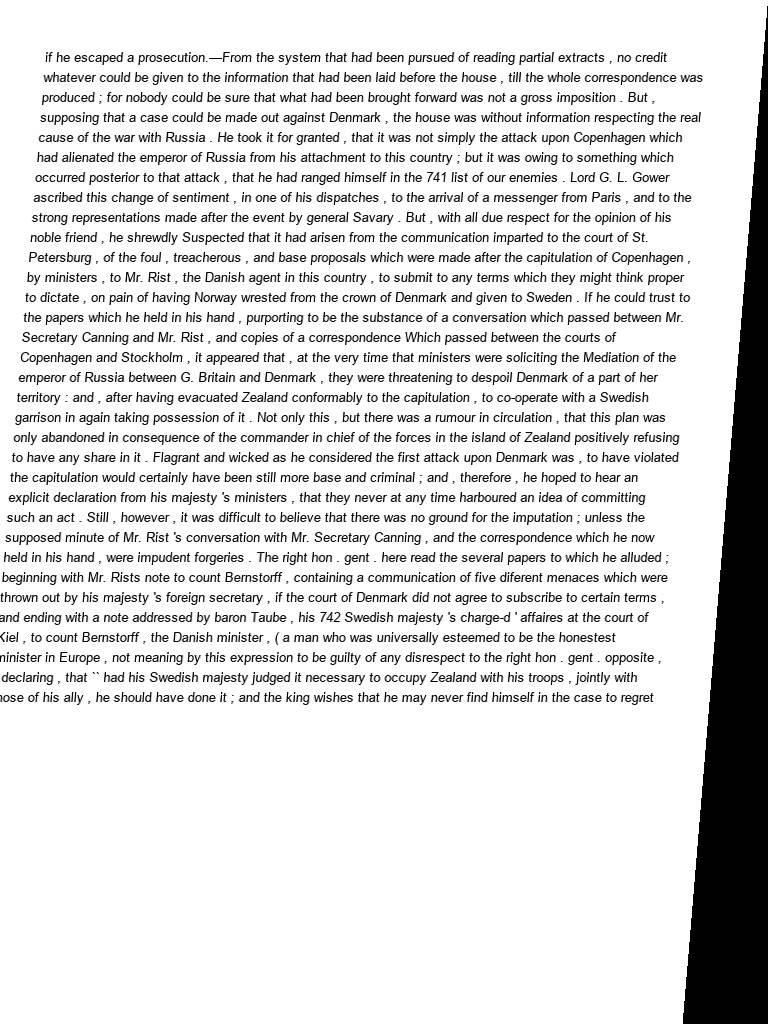 if he escaped a prosecution.—From the system that had been pursued of reading partial extracts , no credit
whatever could be given to the information that had been laid before the house , till the whole correspondence was
produced ; for nobody could be sure that what had been brought forward was not a gross imposition . But ,
supposing that a case could be made out against Denmark , the house was without information respecting the real
cause of the war with Russia . He took it for granted , that it was not simply the attack upon Copenhagen which
had alienated the emperor of Russia from his attachment to this country ; but it was owing to something which
occurred posterior to that attack , that he had ranged himself in the 741 list of our enemies . Lord G. L. Gower
ascribed this change of sentiment , in one of his dispatches , to the arrival of a messenger from Paris , and to the
strong representations made after the event by general Savary . But , with all due respect for the opinion of his
noble friend , he shrewdly Suspected that it had arisen from the communication imparted to the court of St.
Petersburg , of the foul , treacherous , and base proposals which were made after the capitulation of Copenhagen ,
by ministers , to Mr. Rist , the Danish agent in this country , to submit to any terms which they might think proper
to dictate , on pain of having Norway wrested from the crown of Denmark and given to Sweden . If he could trust to
the papers which he held in his hand , purporting to be the substance of a conversation which passed between Mr.
Secretary Canning and Mr. Rist , and copies of a correspondence Which passed between the courts of
Copenhagen and Stockholm , it appeared that , at the very time that ministers were soliciting the Mediation of the
emperor of Russia between G. Britain and Denmark , they were threatening to despoil Denmark of a part of her
territory : and , after having evacuated Zealand conformably to the capitulation , to co-operate with a Swedish
garrison in again taking possession of it . Not only this , but there was a rumour in circulation , that this plan was
only abandoned in consequence of the commander in chief of the forces in the island of Zealand positively refusing
to have any share in it . Flagrant and wicked as he considered the first attack upon Denmark was , to have violated
the capitulation would certainly have been still more base and criminal ; and , therefore , he hoped to hear an
explicit declaration from his majesty 's ministers , that they never at any time harboured an idea of committing
such an act . Still , however , it was difficult to believe that there was no ground for the imputation ; unless the
supposed minute of Mr. Rist 's conversation with Mr. Secretary Canning , and the correspondence which he now
held in his hand , were impudent forgeries . The right hon . gent . here read the several papers to which he alluded ;
beginning with Mr. Rists note to count Bernstorff , containing a communication of five diferent menaces which were
thrown out by his majesty 's foreign secretary , if the court of Denmark did not agree to subscribe to certain terms ,
and ending with a note addressed by baron Taube , his 742 Swedish majesty 's charge-d ' affaires at the court of
Kiel , to count Bernstorff , the Danish minister , ( a man who was universally esteemed to be the honestest
minister in Europe , not meaning by this expression to be guilty of any disrespect to the right hon . gent . opposite ,
declaring , that `` had his Swedish majesty judged it necessary to occupy Zealand with his troops , jointly with
of his ally , he should have done it ; and the king wishes that he may never find himself in the case to regret